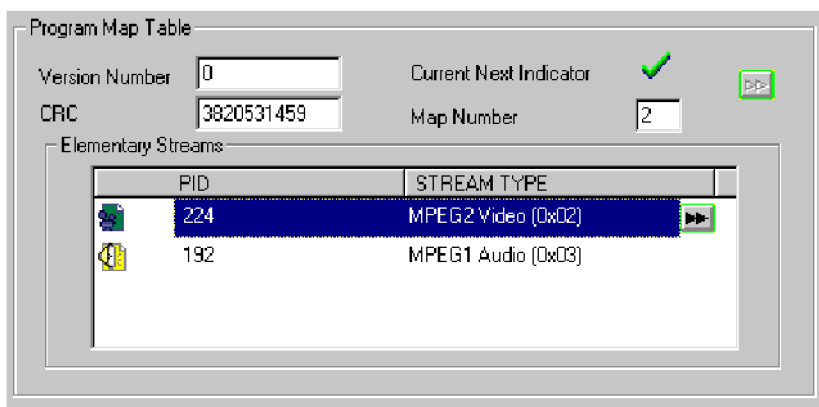 Program Map Table
Version Number 0 Current Next Indicator
CRC 3820531459 Map Number 2
Elementary Streams
PID STREAM TYPE
224 MPEG2 Video (0x02)
192 MPEG1 Audio (0x03)